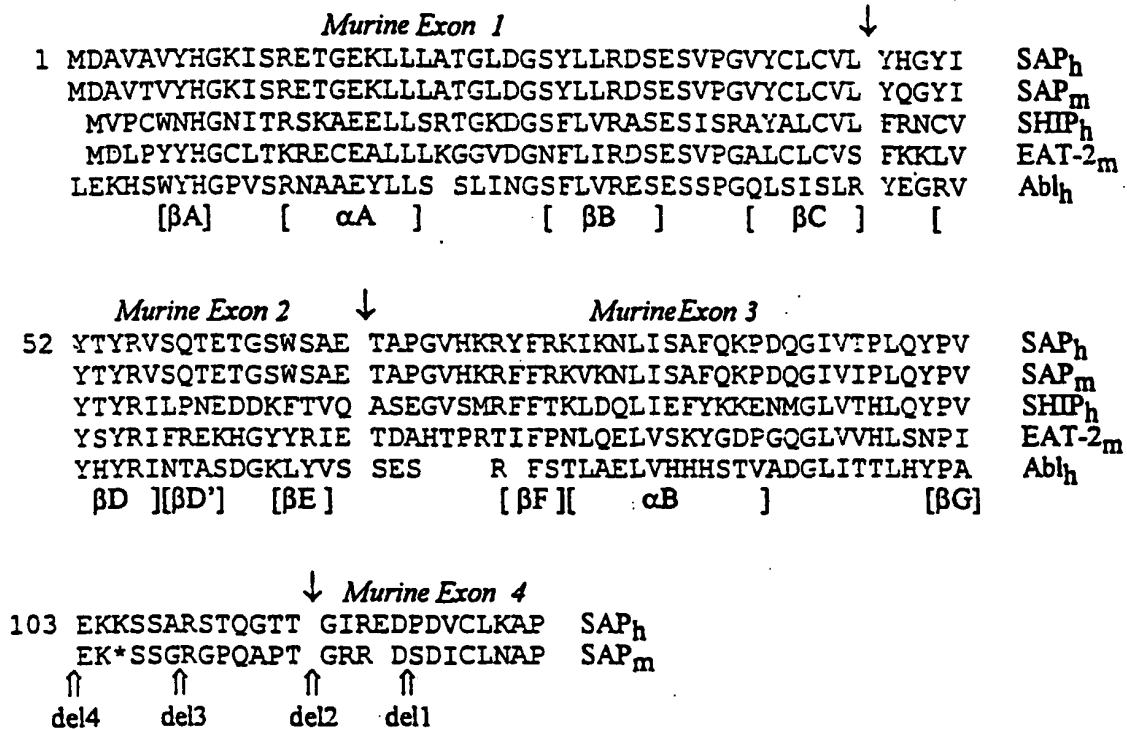 Murine Exon 1 ↓
1 MDAVAVYHGKISRETGEKLLLATGLDGSYLLRDSESVPGVYCLCVL YHGYI SAPh
MDAVTVYHGKISRETGEKLLLATGLDGSYLLRDSESVPGVYCLCVL YQGYI SAPm
MVPCWNHGNITRSKAEELLSRTGKDGSFLVRASESISRAYALCVL FRNCV SHIPh
MDLPYYHGCLTKRECEALLLKGGVDGNFLIRDSESVPGALCLCVS FKKLV EAT-2m
LEKHSWYHGPVSRNAAEYLLS SLINGSFLVRESESSPGQLSISLR YEGRV Ablh
[βA] [ αA ] [ βB ] [ βC ] [
Murine Exon 2 ↓ Murine Exon 3
52 YTYRVSQTETGSWSAE TAPGVHKRYFRKIKNLISAFQKPDQGIVIPLQYPV SAPh
YTYRVSQTETGSWSAE TAPGVHKRFFRKVKNLISAFQKPDQGIVIPLQYPV SAPm
YTYRILPNEDDKFTVQ ASEGVSMRFFTKLDQLIEFYKKENMGLVTHLQYPV SHIPh
YSYRIFREKHGYYRIE TDAHTPRTIFPNLQELVSKYGDPGQGLVVHLSNPI EAT-2m
YHYRINTASDGKLYVS SES R FSTLAELVHHHSTVADGLITTLHYPA Ablh
βD ][βD’] [βE ] [ βF ][ αB ] [βG]
↓ Murine Exon 4
103 EKKSSARSTQGTT GIREDPDVCLKAP SAPh
EK*SSGRGPQAPT GRR DSDICLNAP SAPm
⇑ ⇑ ⇑ ⇑
del4 del3 del2 del1